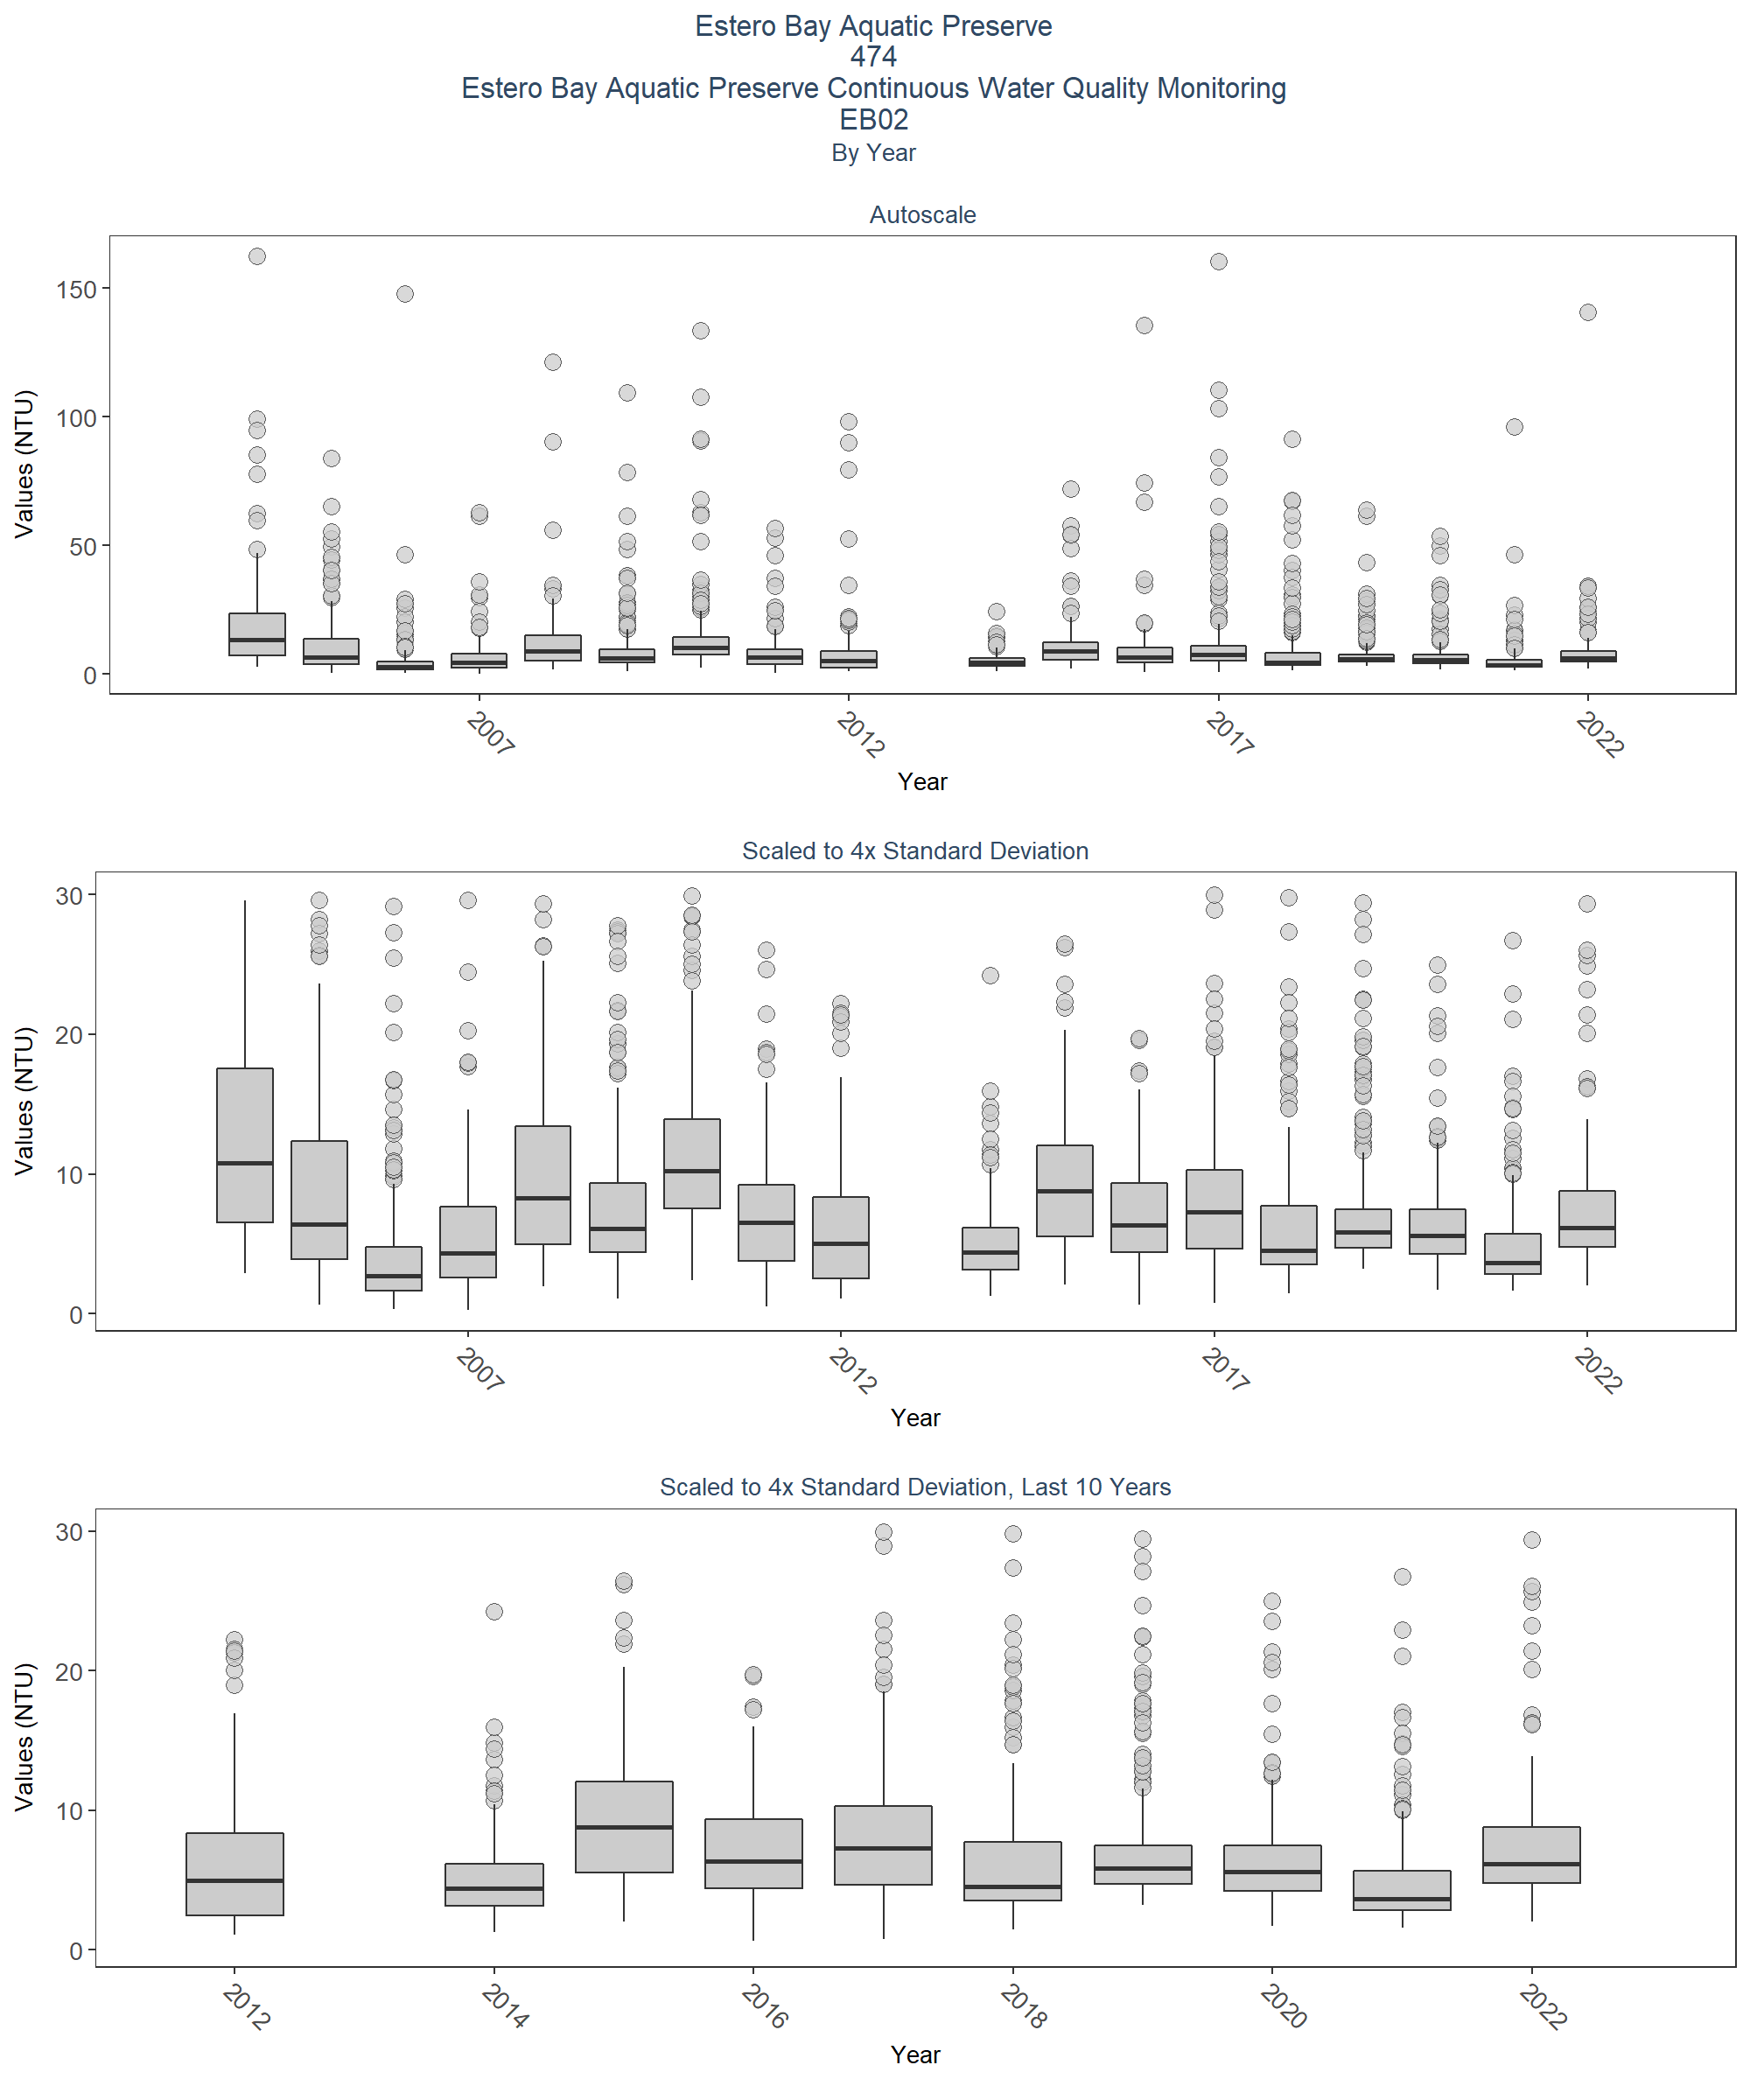 Estero Bay Aquatic Preserve
474
Estero Bay Aquatic Preserve Continuous Water Quality Monitoring
EB02
By Year
Autoscale
Values (NTU)
150
100
50
0
2007
2012
2017
2022
Year
Scaled to 4x Standard Deviation
Values (NTU)
30
20
10
0
2007
2012
2017
2022
Year
Scaled to 4x Standard Deviation, Last 10 Years
Values (NTU)
30
20
10
0
2012
2014
2016
2018
2020
2022
Year